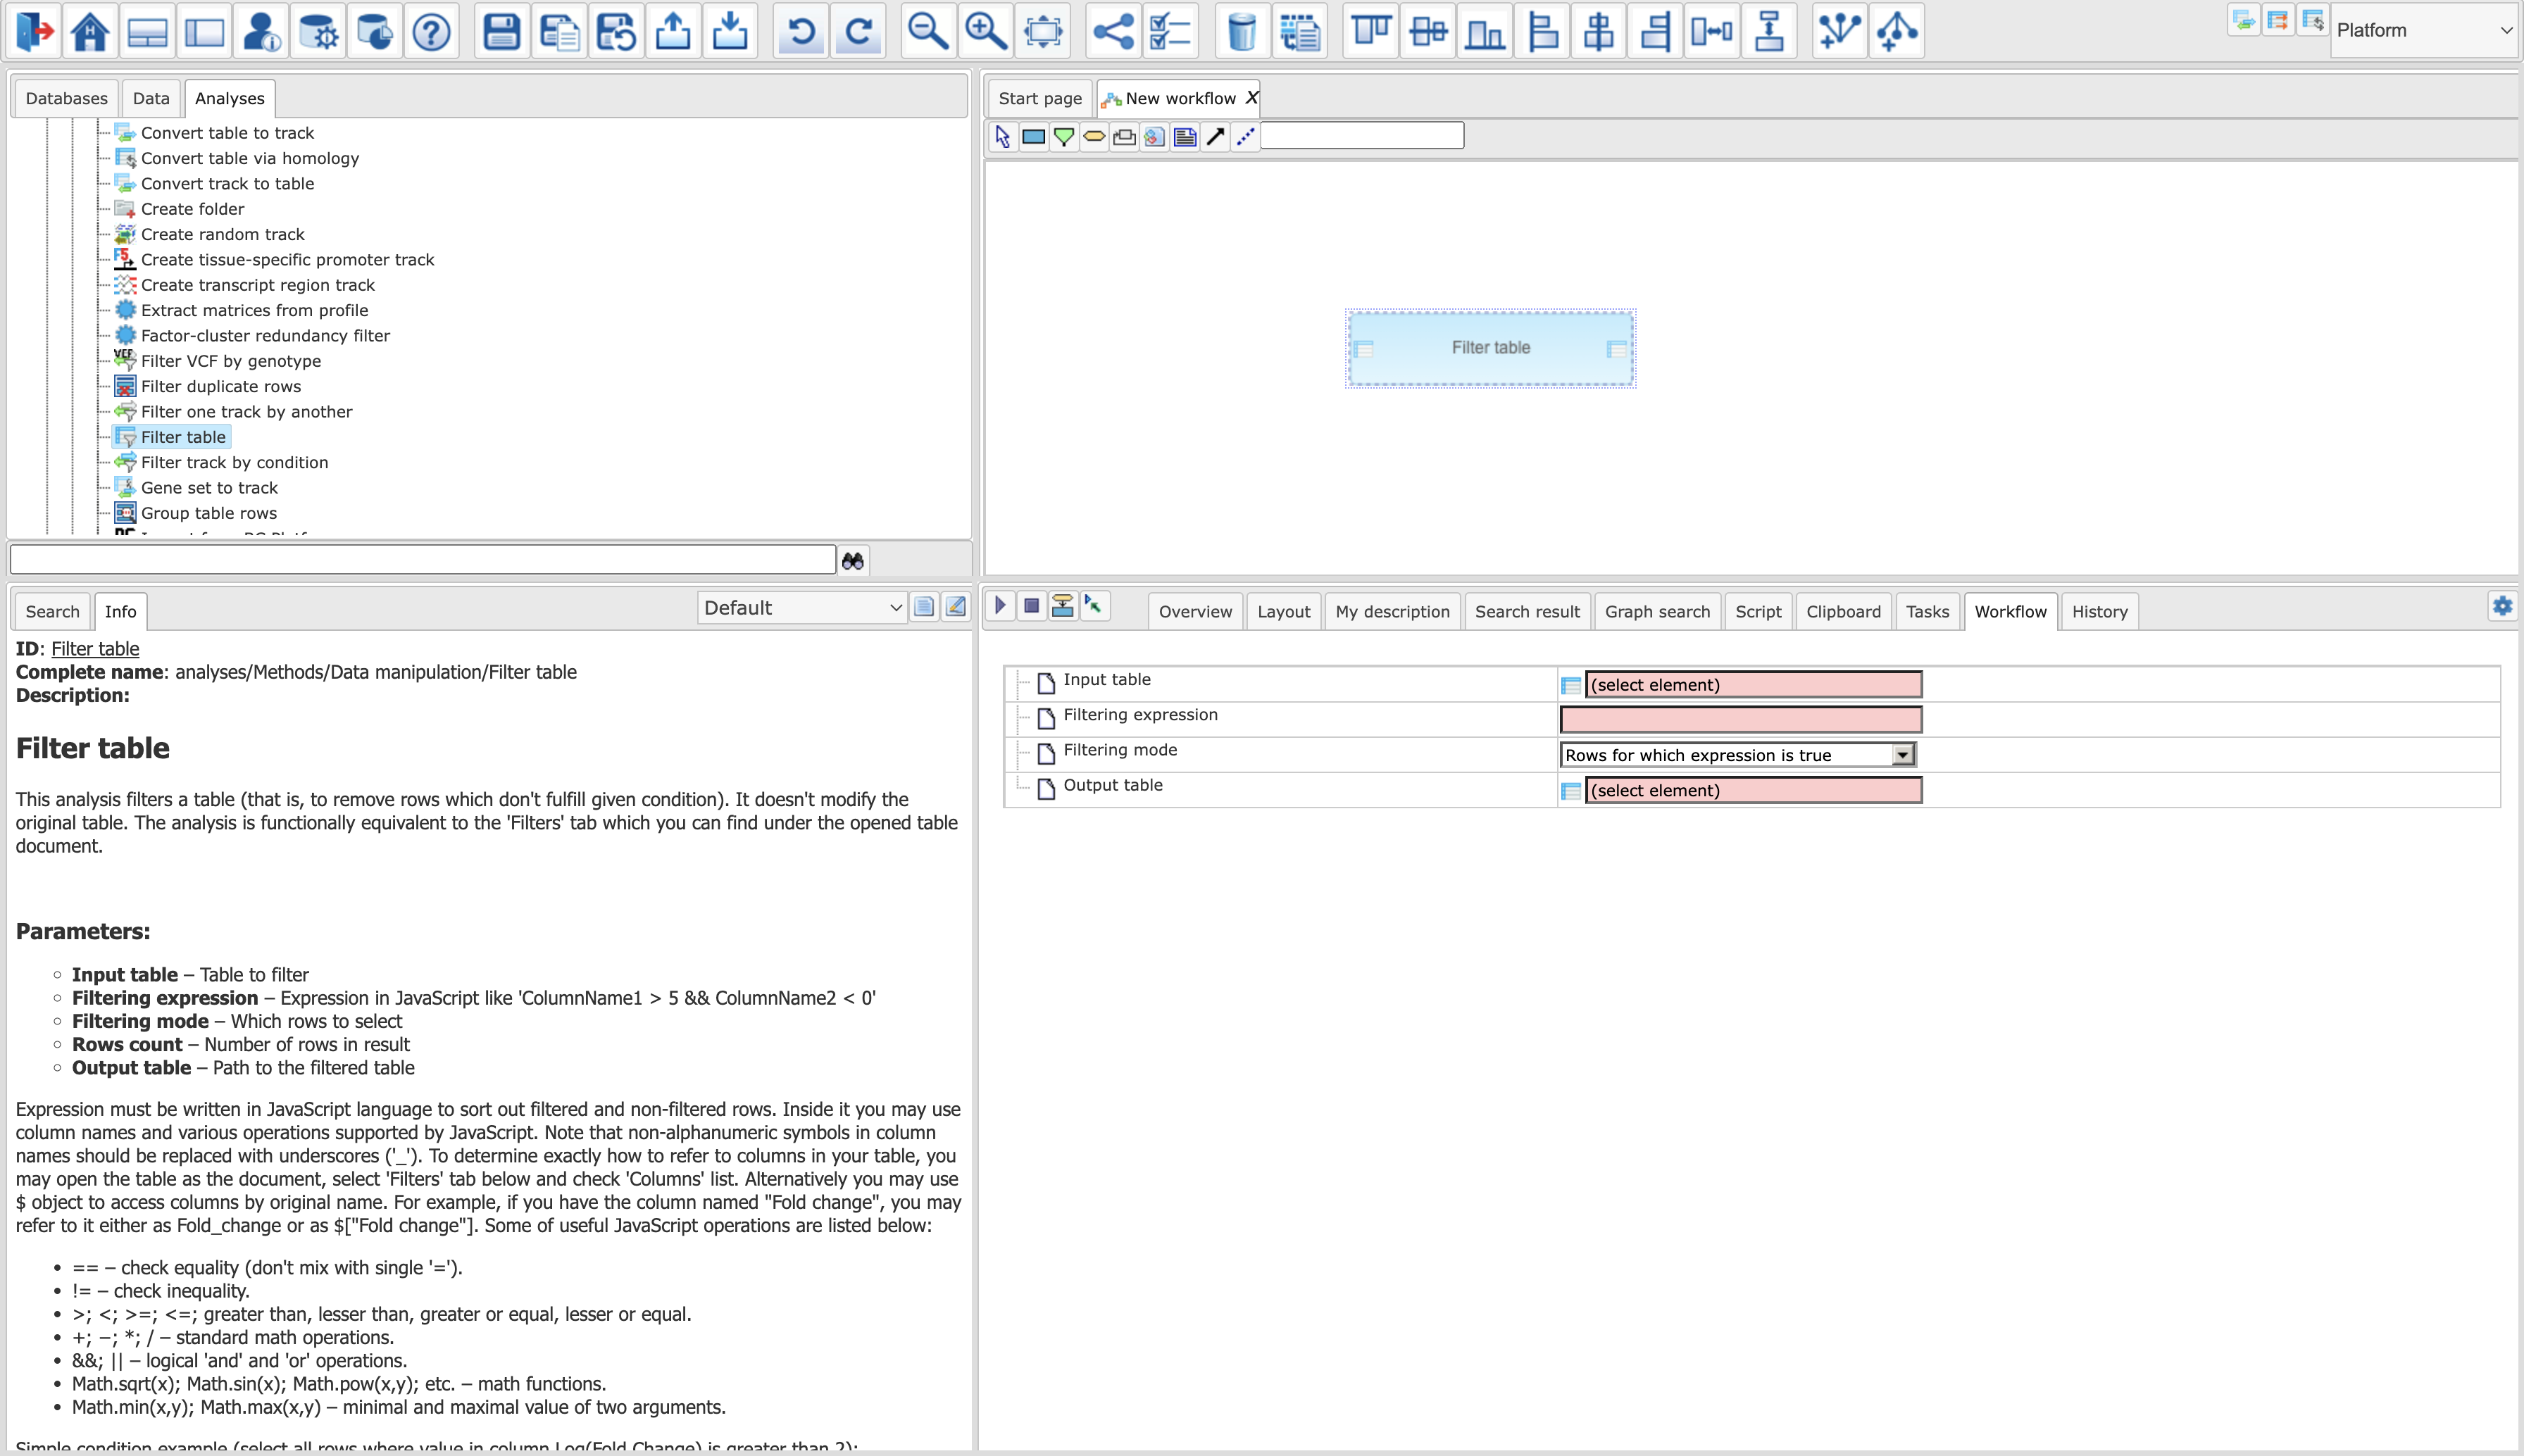 Platform
Databases
Data
Analyses
Convert table to track
Convert table via homology
Convert track to table
Create folder
Create random track
Create tissue-specific promoter track
Create transcript region track
Extract matrices from profile
Factor-cluster redundancy filter
Filter VCF by genotype
Filter duplicate rows
Filter one track by another
Filter table
Filter track by condition
Gene set to track
Group table rows
Start page
New workflow X
Filter table
Search
Info
Default
ID: Filter table
Complete name: analyses/Methods/Data manipulation/Filter table
Description:
Filter table
This analysis filters a table (that is, to remove rows which don't fulfill given condition). It doesn't modify the
original table. The analysis is functionally equivalent to the 'Filters' tab which you can find under the opened table
document.
Parameters:
Input table – Table to filter
Filtering expression – Expression in JavaScript like 'ColumnName1 > 5 && ColumnName2 < 0'
Filtering mode – Which rows to select
Rows count – Number of rows in result
Output table – Path to the filtered table
Expression must be written in JavaScript language to sort out filtered and non-filtered rows. Inside it you may use
column names and various operations supported by JavaScript. Note that non-alphanumeric symbols in column
names should be replaced with underscores ('_'). To determine exactly how to refer to columns in your table, you
may open the table as the document, select 'Filters' tab below and check 'Columns' list. Alternatively you may use
$ object to access columns by original name. For example, if you have the column named "Fold change", you may
refer to it either as Fold_change or as $["Fold change"]. Some of useful JavaScript operations are listed below:
• == – check equality (don't mix with single '=').
• != – check inequality.
• >; <; >=; <=; greater than, lesser than, greater or equal, lesser or equal.
• +; –; *; / – standard math operations.
• &&; || – logical 'and' and 'or' operations.
• Math.sqrt(x); Math.sin(x); Math.pow(x,y); etc. – math functions.
• Math.min(x,y); Math.max(x,y) – minimal and maximal value of two arguments.
Simple condition example (select all rows where value in column Log(Fold Change) is greater than 2):
Overview
Layout
My description
Search result
Graph search
Script
Clipboard
Tasks
Workflow
History
Input table
(select element)
Filtering expression
Filtering mode
Rows for which expression is true
Output table
(select element)